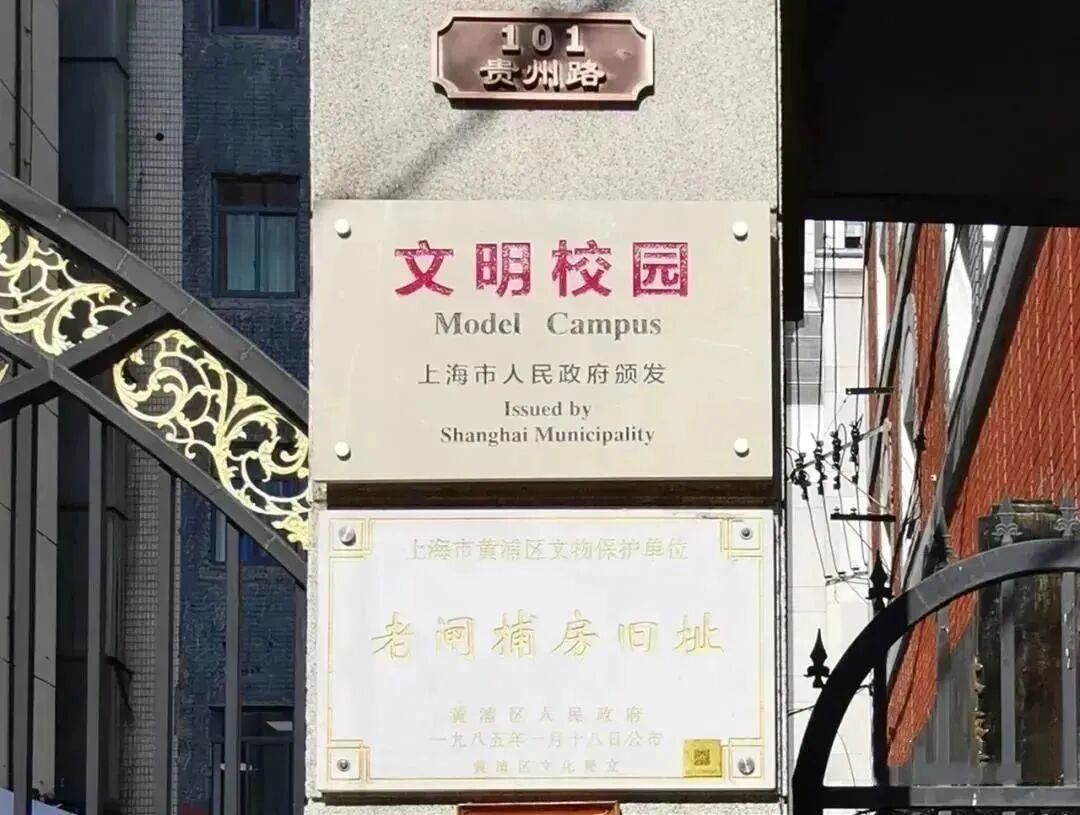 101
贵州路
文明校园
Model Campus
上海市人民政府颁发
Issued by
Shanghai Municipality
上海市黄浦区文物保护单位
老闸捕房旧址
黄浦区人民政府
一九八五年一月十八日公布
黄浦区文化局立